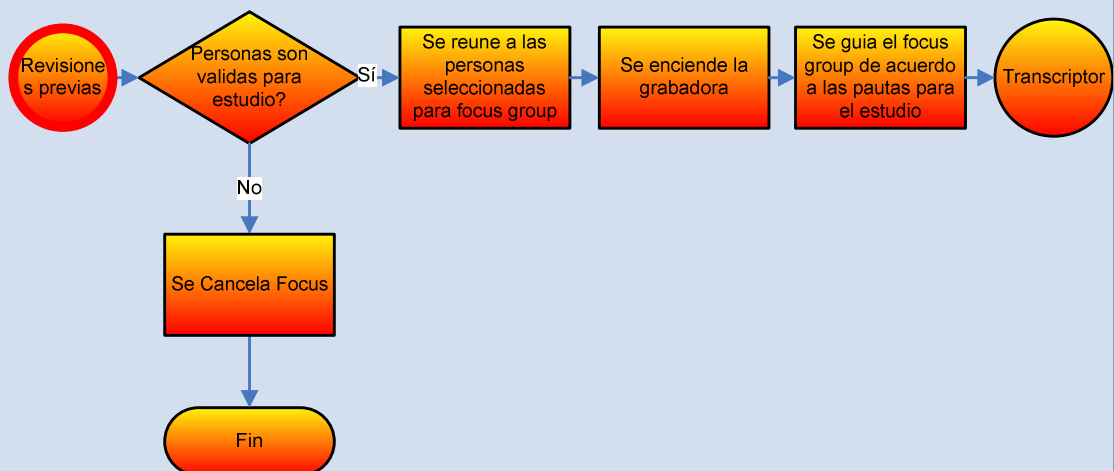 Revisione
s previas
Personas son
validas para
estudio?
Sí
Se reune a las
personas
seleccionadas
para focus group
Se enciende la
grabadora
Se guia el focus
group de acuerdo
a las pautas para
el estudio
Transcriptor
No
Se Cancela Focus
Fin